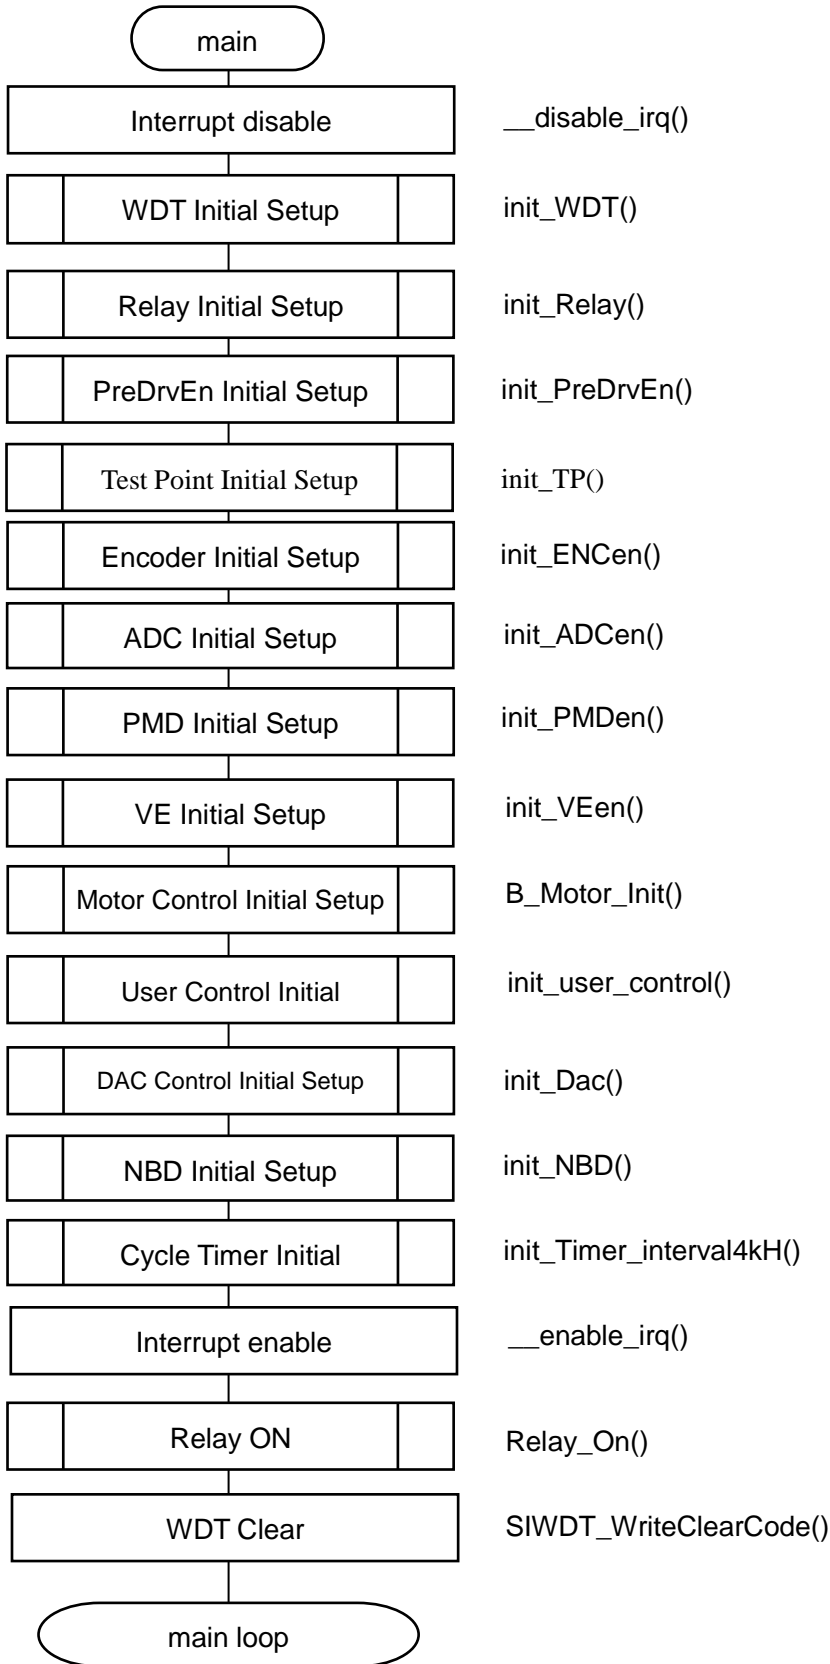 main
Interrupt disable
__disable_irq()
WDT Initial Setup
init_WDT()
Relay Initial Setup
init_Relay()
PreDrvEn Initial Setup
init_PreDrvEn()
Test Point Initial Setup
init_TP()
Encoder Initial Setup
init_ENCen()
ADC Initial Setup
init_ADCen()
PMD Initial Setup
init_PMDen()
VE Initial Setup
init_VEen()
Motor Control Initial Setup
B_Motor_Init()
User Control Initial
init_user_control()
DAC Control Initial Setup
init_Dac()
NBD Initial Setup
init_NBD()
Cycle Timer Initial
init_Timer_interval4kH()
Interrupt enable
__enable_irq()
Relay ON
Relay_On()
WDT Clear
SIWDT_WriteClearCode()
main loop